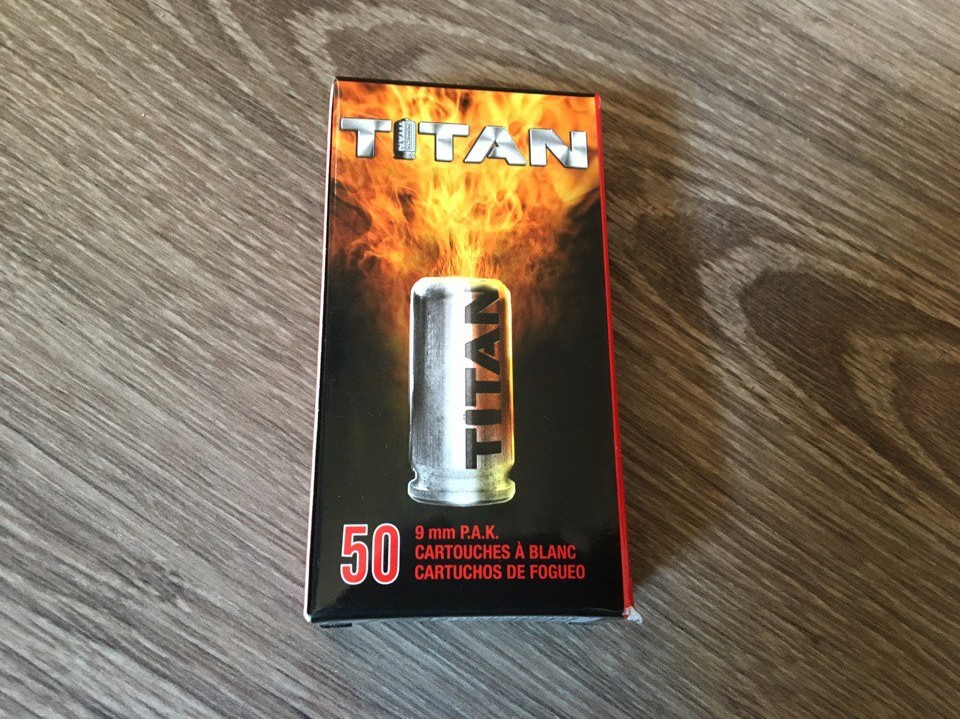 TITAN
TITAN
50
9 mm P.A.K.
CARTOUCHES À BLANC
CARTUCHOS DE FOGUEO